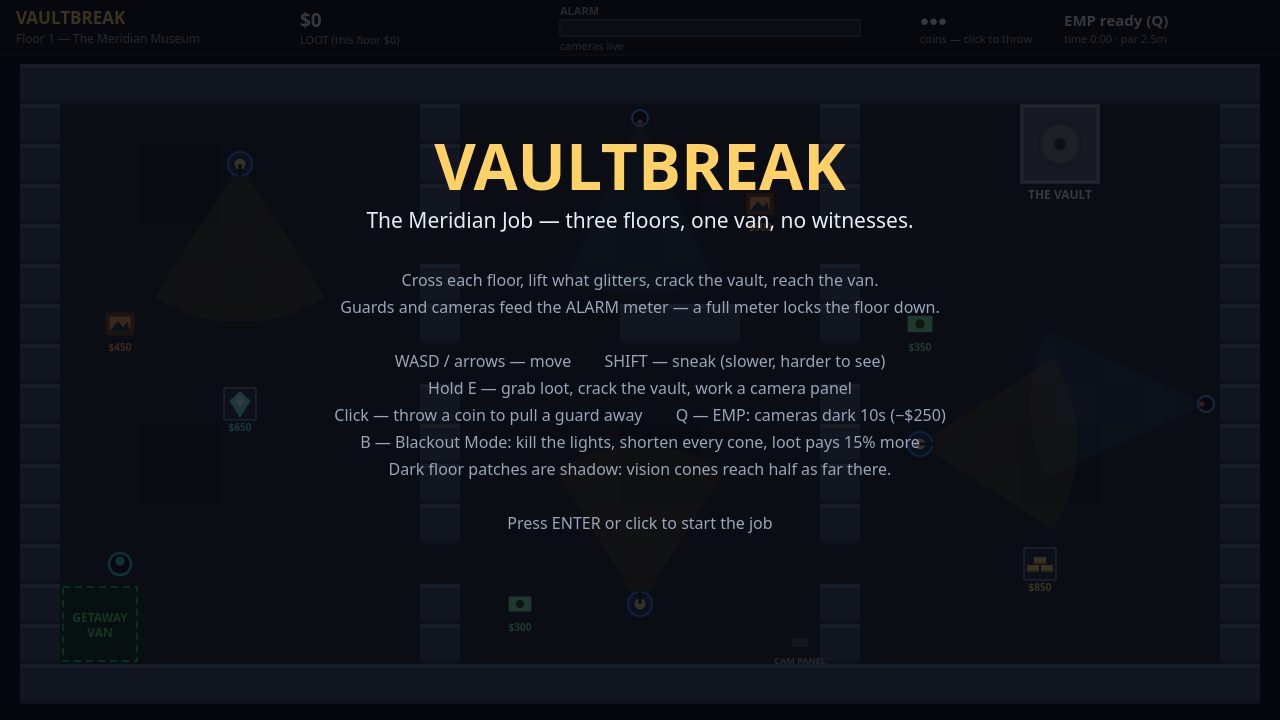 VAULTBREAK
Floor 1 — The Meridian Museum
$0
LOOT (this floor $0)
ALARM
cameras live
coins — click to throw
EMP ready (Q)
time 0:00 · par 2.5m
THE VAULT
VAULTBREAK
The Meridian Job — three floors, one van, no witnesses.
Cross each floor, lift what glitters, crack the vault, reach the van.
Guards and cameras feed the ALARM meter — a full meter locks the floor down.
$450
$350
WASD / arrows — move SHIFT — sneak (slower, harder to see)
Hold E — grab loot, crack the vault, work a camera panel
Click — throw a coin to pull a guard away Q — EMP: cameras dark 10s (−$250)
$650
B — Blackout Mode: kill the lights, shorten every cone, loot pays 15% more
Dark floor patches are shadow: vision cones reach half as far there.
Press ENTER or click to start the job
$850
GETAWAY
VAN
$300
CAM PANEL